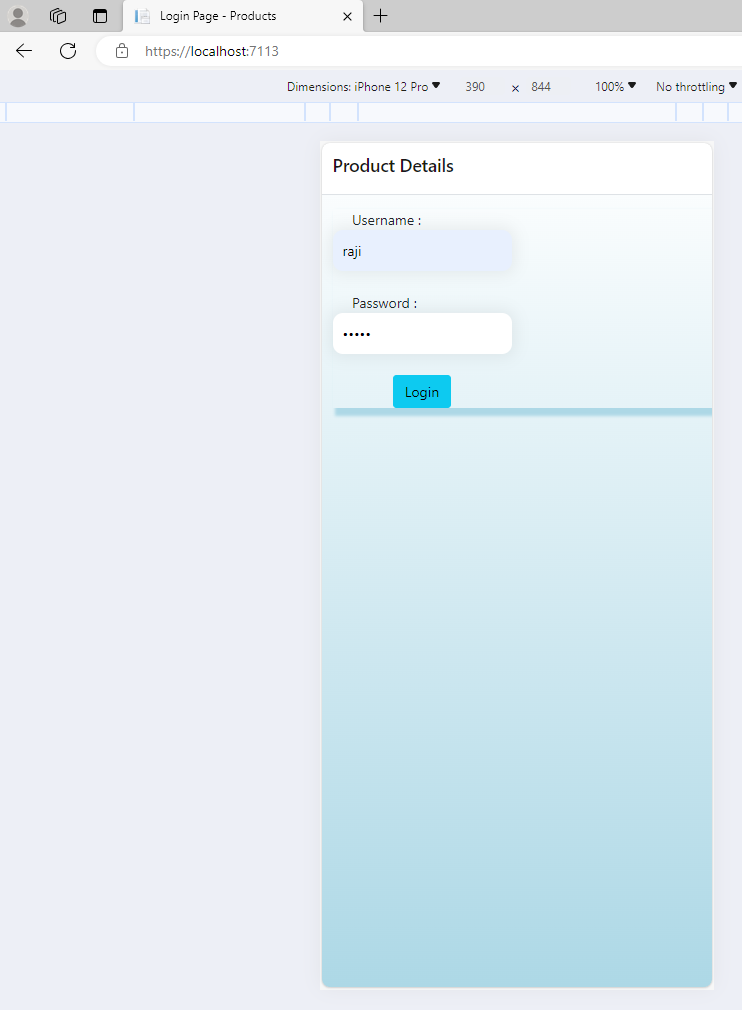 Login Page - Products
https://localhost:7113
Dimensions: iPhone 12 Pro 390 × 844 100% No throttling
Product Details
Username :
raji
Password :
•••••
Login